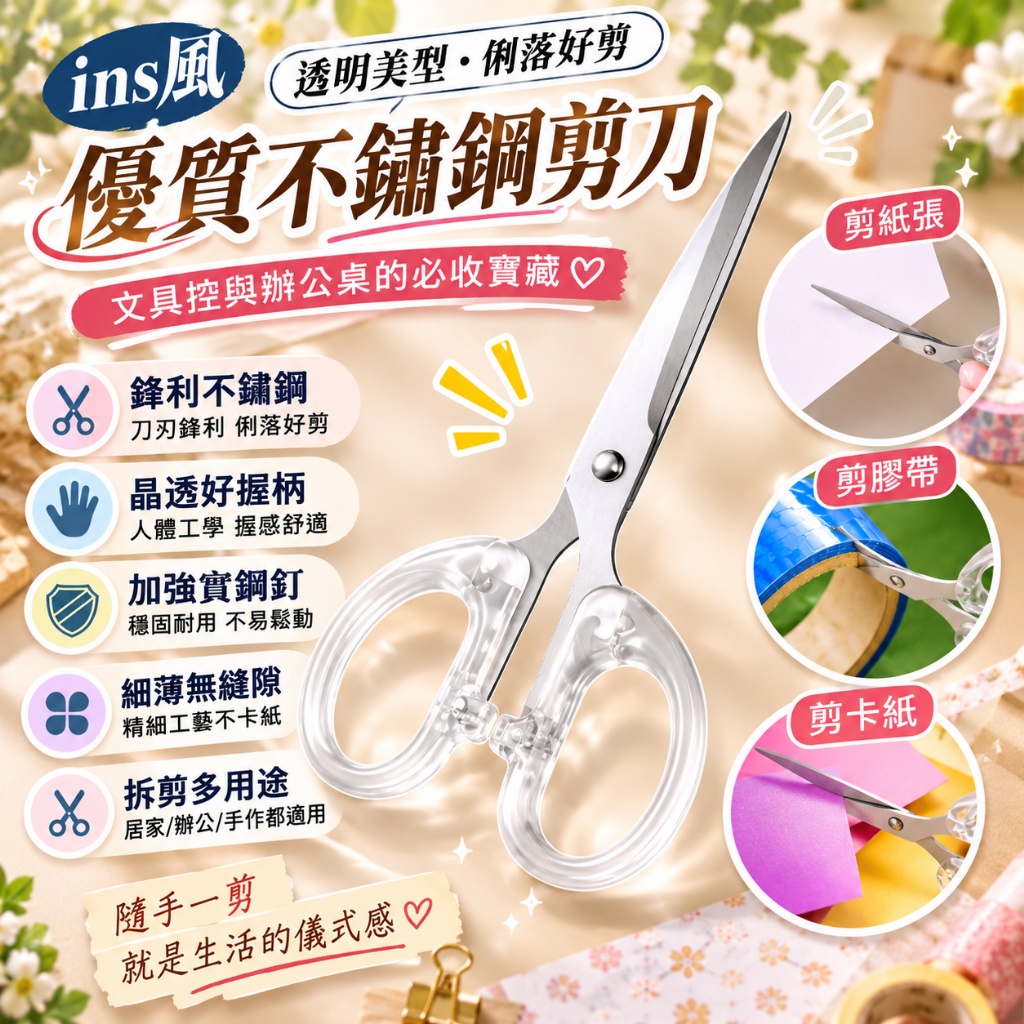 ins風
透明美型・俐落好剪
優質不鏽鋼剪刀
文具控與辦公桌的必收寶藏♡
鋒利不鏽鋼
刀刃鋒利 俐落好剪
晶透好握柄
人體工學 握感舒適
加強實鋼釘
穩固耐用 不易鬆動
細薄無縫隙
精細工藝不卡紙
拆剪多用途
居家/辦公/手作都適用
隨手一剪
就是生活的儀式感♡
剪紙張
剪膠帶
剪卡紙